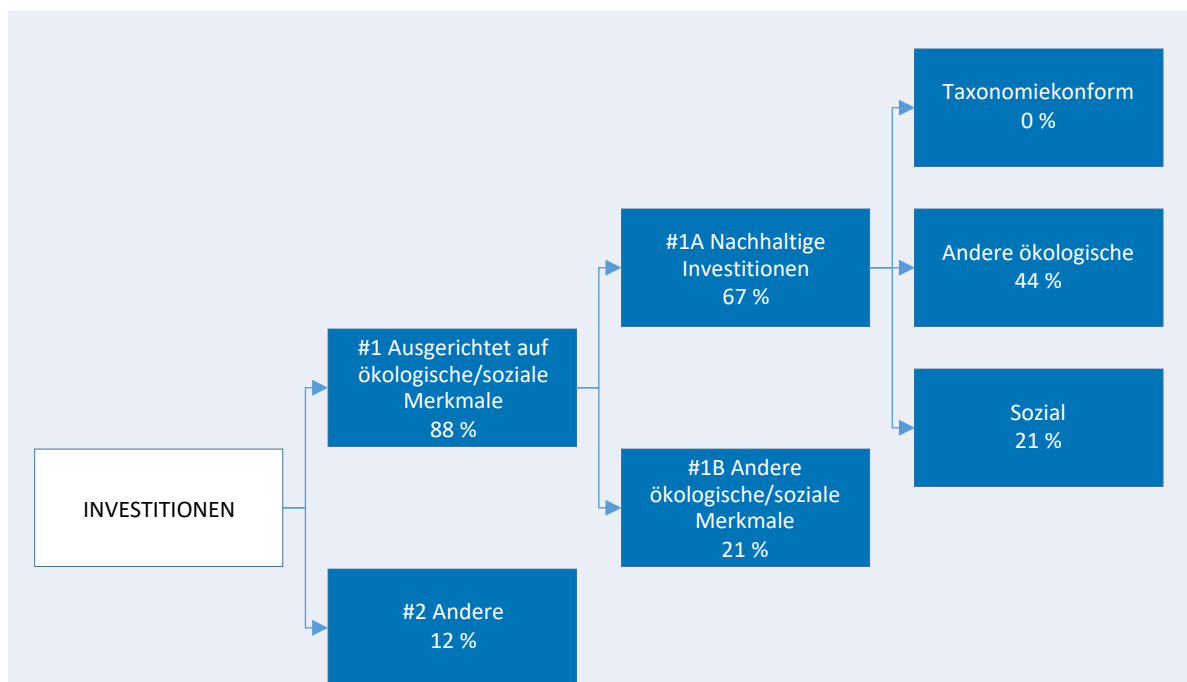 INVESTITIONEN
#1 Ausgerichtet auf
ökologische/soziale
Merkmale
88 %
#2 Andere
12 %
#1A Nachhaltige
Investitionen
67 %
#1B Andere
ökologische/soziale
Merkmale
21 %
Taxonomiekonform
0 %
Andere ökologische
44 %
Sozial
21 %